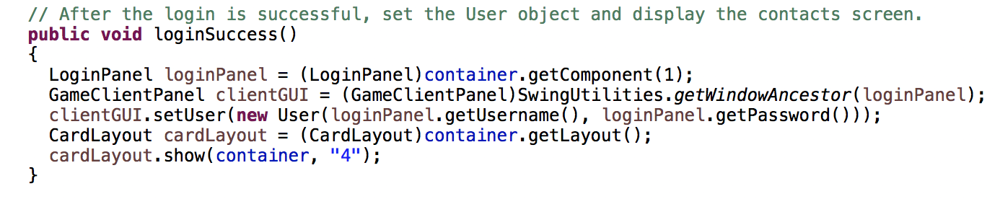 // After the login is successful, set the User object and display the contacts screen.
public void loginSuccess()
{
  LoginPanel loginPanel = (LoginPanel)container.getComponent(1);
  GameClientPanel clientGUI = (GameClientPanel)SwingUtilities.getWindowAncestor(loginPanel);
  clientGUI.setUser(new User(loginPanel.getUsername(), loginPanel.getPassword()));
  CardLayout cardLayout = (CardLayout)container.getLayout();
  cardLayout.show(container, "4");
}